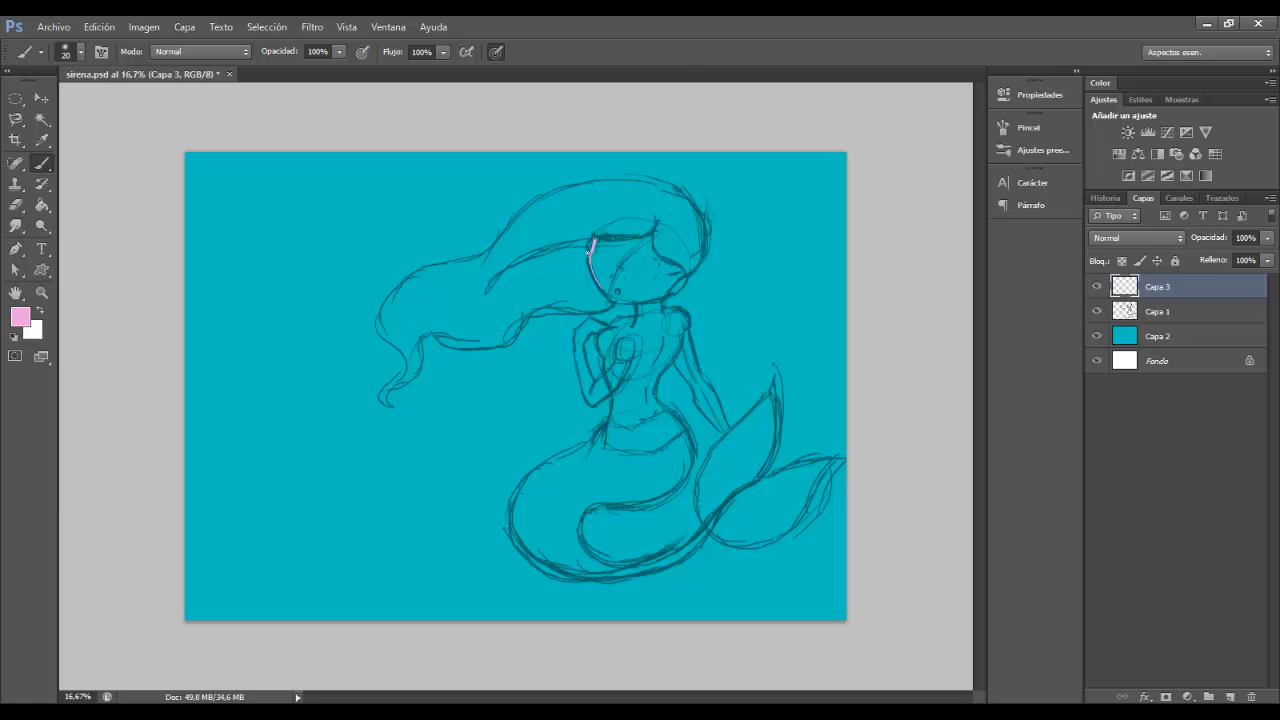 Ps Archivo Edición Imagen Capa Texto Selección Filtro Vista Ventana Ayuda
20 Modo: Normal Opacidad: 100% Flujo: 100% Aspectos esen.
sirena.psd al 16,7% (Capa 3, RGB/8) * ×
Propiedades
Pincel
Ajustes pree...
Carácter
Párrafo
Color
Ajustes Estilos Muestras
Añadir un ajuste
Historia Capas Canales Trazados
Tipo
Normal Opacidad: 100%
Bloq.: Relleno: 100%
Capa 3
Capa 1
Capa 2
Fondo
16,67% Doc: 49,8 MB/34,6 MB